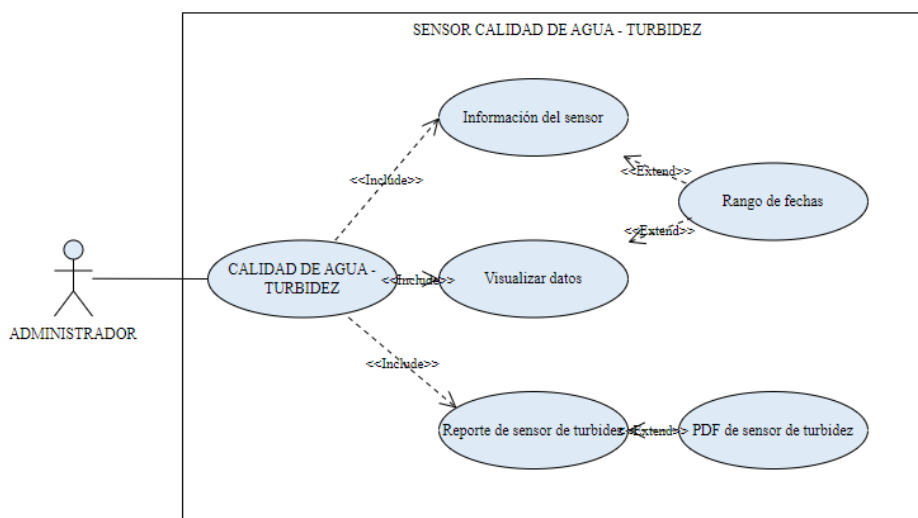 SENSOR CALIDAD DE AGUA - TURBIDEZ
Información del sensor
<<Include>>
<<Extend>>
Rango de fechas
<<Extend>>
CALIDAD DE AGUA -
TURBIDEZ
<<Include>>
Visualizar datos
ADMINISTRADOR
<<Include>>
Reporte de sensor de turbidez
<<Extend>>
PDF de sensor de turbidez